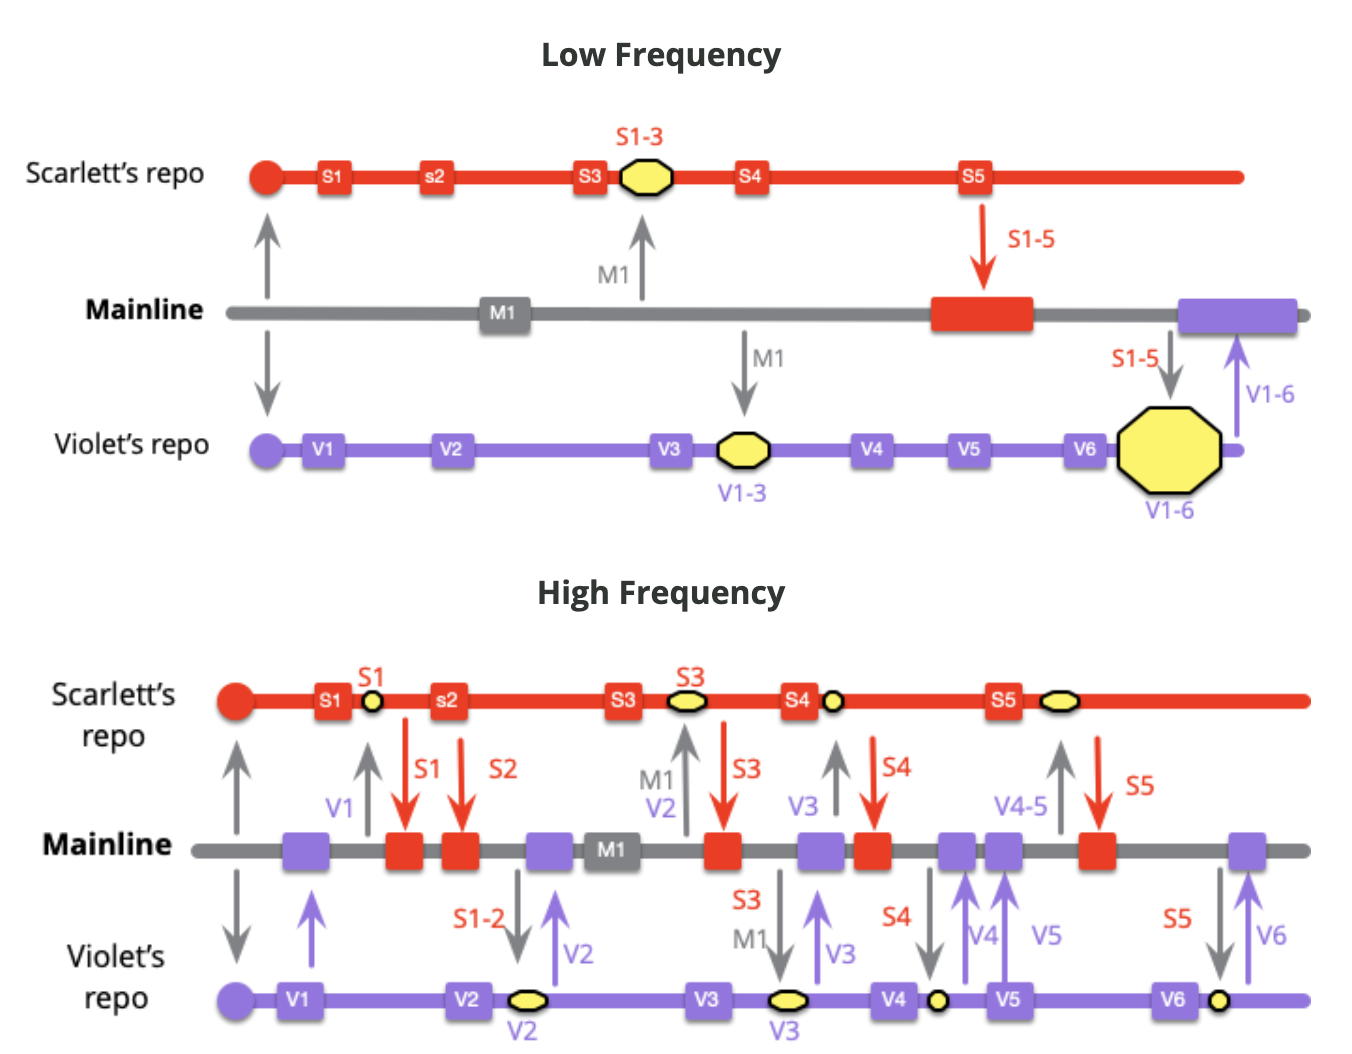 Low Frequency
S1-3
Scarlett's repo
S1 s2 S3 S4 S5
M1
S1-5
Mainline
M1
M1
S1-5
V1-6
Violet's repo
V1 V2 V3 V4 V5 V6
V1-3
V1-6
High Frequency
S1
S3
Scarlett's
repo
S1 s2 S3 S4 S5
S1
S2
M1
S3
S4
V1
V2
V3
V4-5
S5
Mainline
M1
S3
S1-2
S4
S5
M1
V2
V3
V4
V5
V6
Violet's
repo
V1 V2 V3 V4 V5 V6
V2
V3